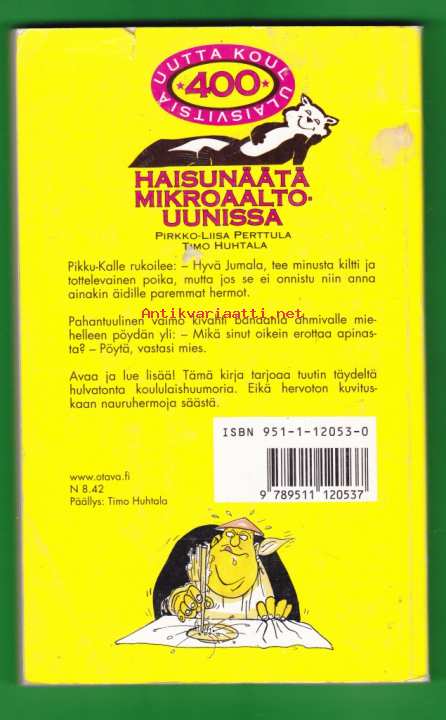 UUTTA KOUL
400
ULAISVITSIÄ
HAISUNÄÄTÄ
MIKROAALTO-
UUNISSA
PIRKKO-LIISA PERTTULA
TIMO HUHTALA
Pikku-Kalle rukoilee: – Hyvä Jumala, tee minusta kiltti ja
tottelevainen poika, mutta jos se ei onnistu niin anna
ainakin äidille paremmat hermot.
Antikvariaatti.net
Pahantuulinen vaimo kivahti banaania ahmivalle mie-
helleen pöydän yli: – Mikä sinut oikein erottaa apinas-
ta? – Pöytä, vastasi mies.
Avaa ja lue lisää! Tämä kirja tarjoaa tuutin täydeltä
hulvatonta koululaishuumoria. Eikä hervoton kuvitus-
kaan nauruhermoja säästä.
ISBN 951-1-12053-0
9 789511 120537
www.otava.fi
N 8.42
Päällys: Timo Huhtala